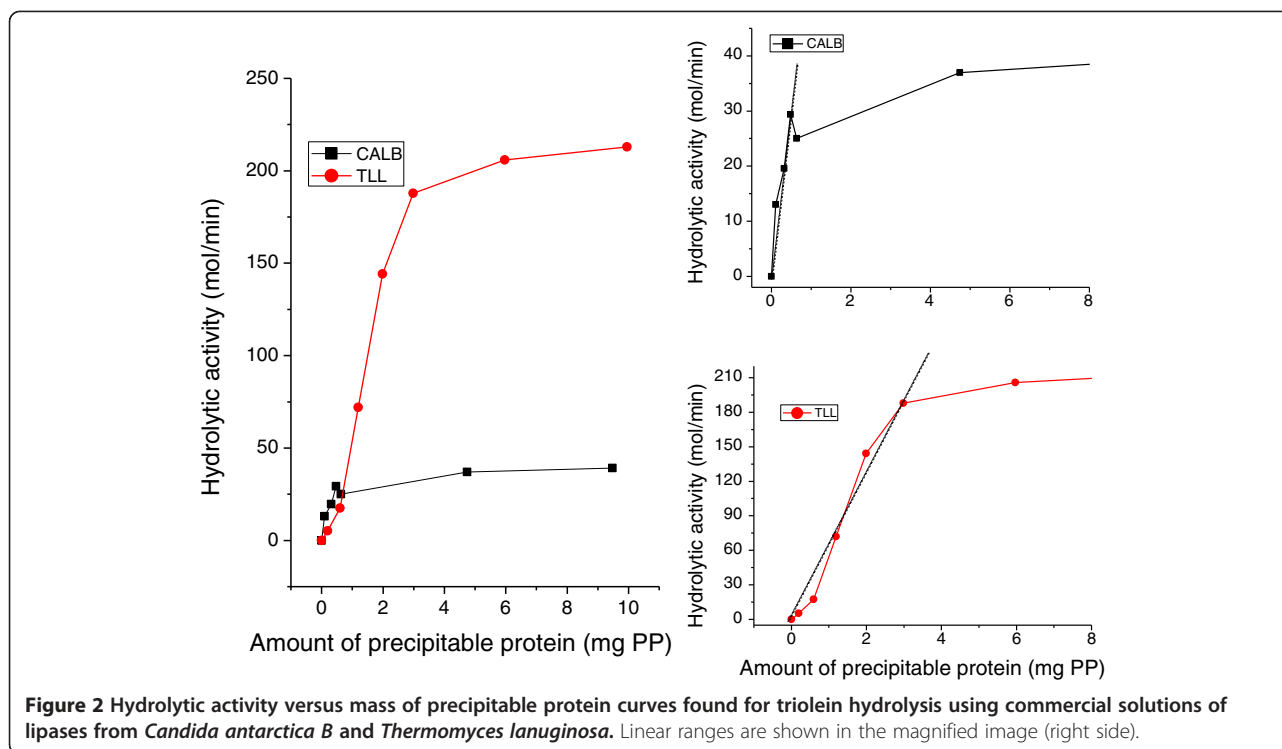 250
200
150
100
50
0
0 2 4 6 8 10
Hydrolytic activity (mol/min)
Amount of precipitable protein (mg PP)
CALB
TLL
40
30
20
10
0
0 2 4 6 8
Hydrolytic activity (mol/min)
CALB
210
180
150
120
90
60
30
0
0 2 4 6 8
Hydrolytic activity (mol/min)
Amount of precipitable protein (mg PP)
TLL
Figure 2 Hydrolytic activity versus mass of precipitable protein curves found for triolein hydrolysis using commercial solutions of
lipases from Candida antarctica B and Thermomyces lanuginosa. Linear ranges are shown in the magnified image (right side).